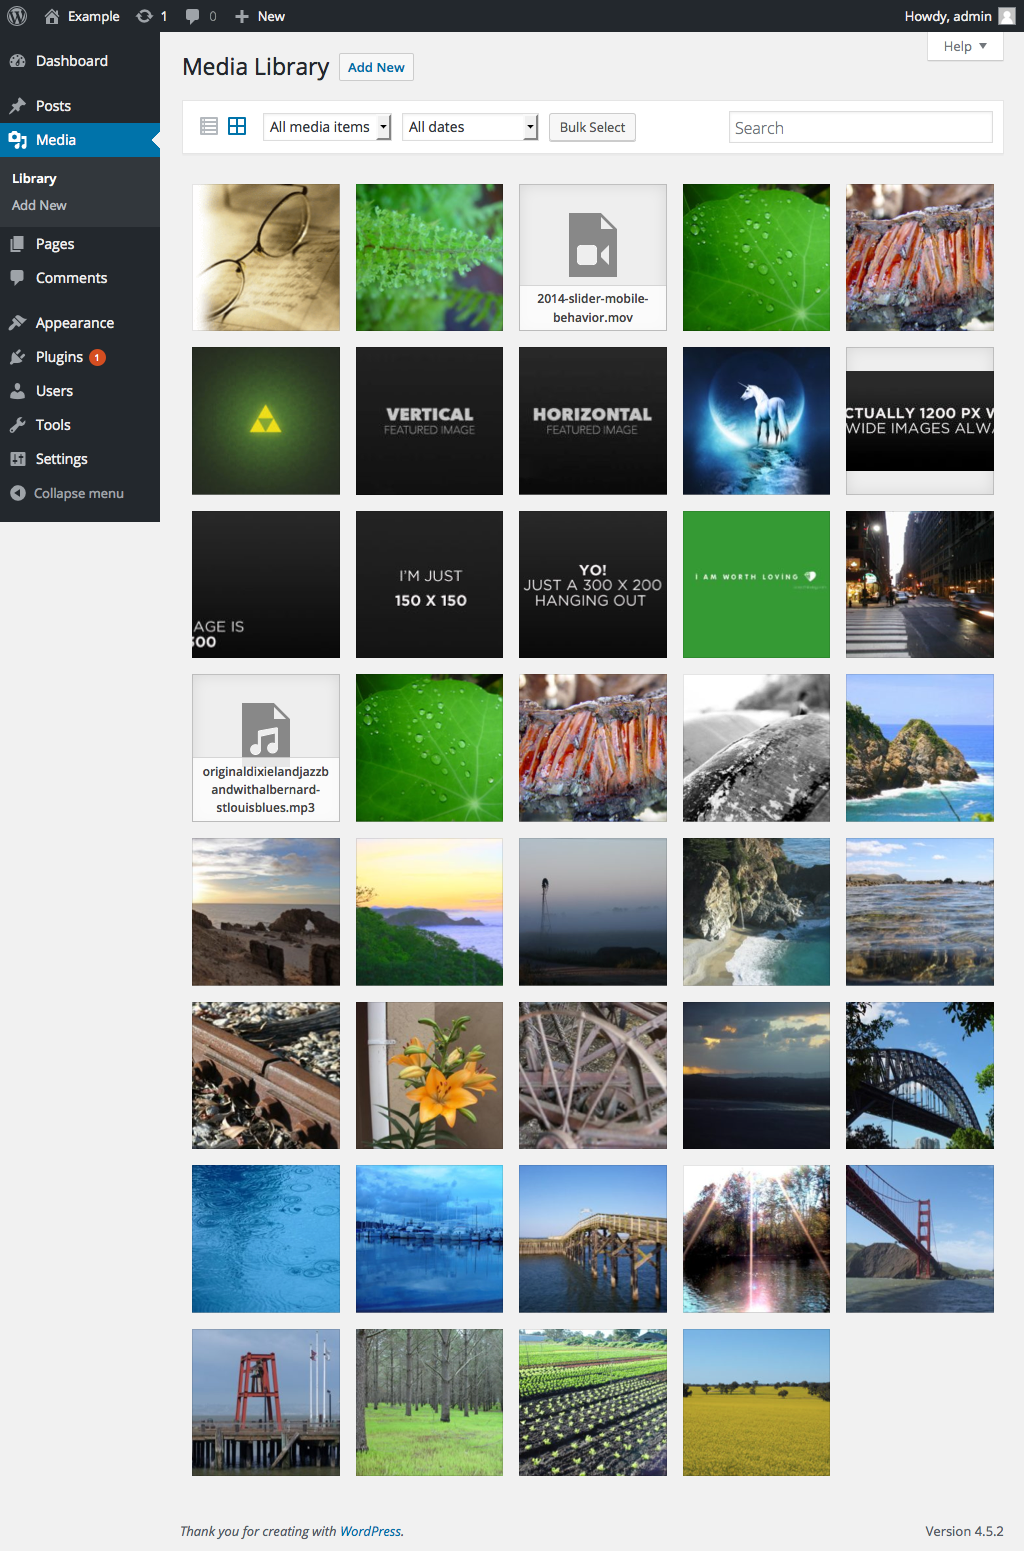 Example 1 0 New
Howdy, admin
Help
Dashboard
Posts
Media
Library
Add New
Pages
Comments
Appearance
Plugins 1
Users
Tools
Settings
Collapse menu
Media Library Add New
All media items All dates Bulk Select Search
2014-slider-mobile-
behavior.mov
VERTICAL
FEATURED IMAGE
HORIZONTAL
FEATURED IMAGE
CTUALLY 1200 PX W
WIDE IMAGES ALWA
AGE IS
I'M JUST
150 X 150
YO!
JUST A 300 X 200
HANGING OUT
I AM WORTH LOVING
originaldixielandjazzb
andwithalbernard-
stlouisblues.mp3
Thank you for creating with WordPress.
Version 4.5.2